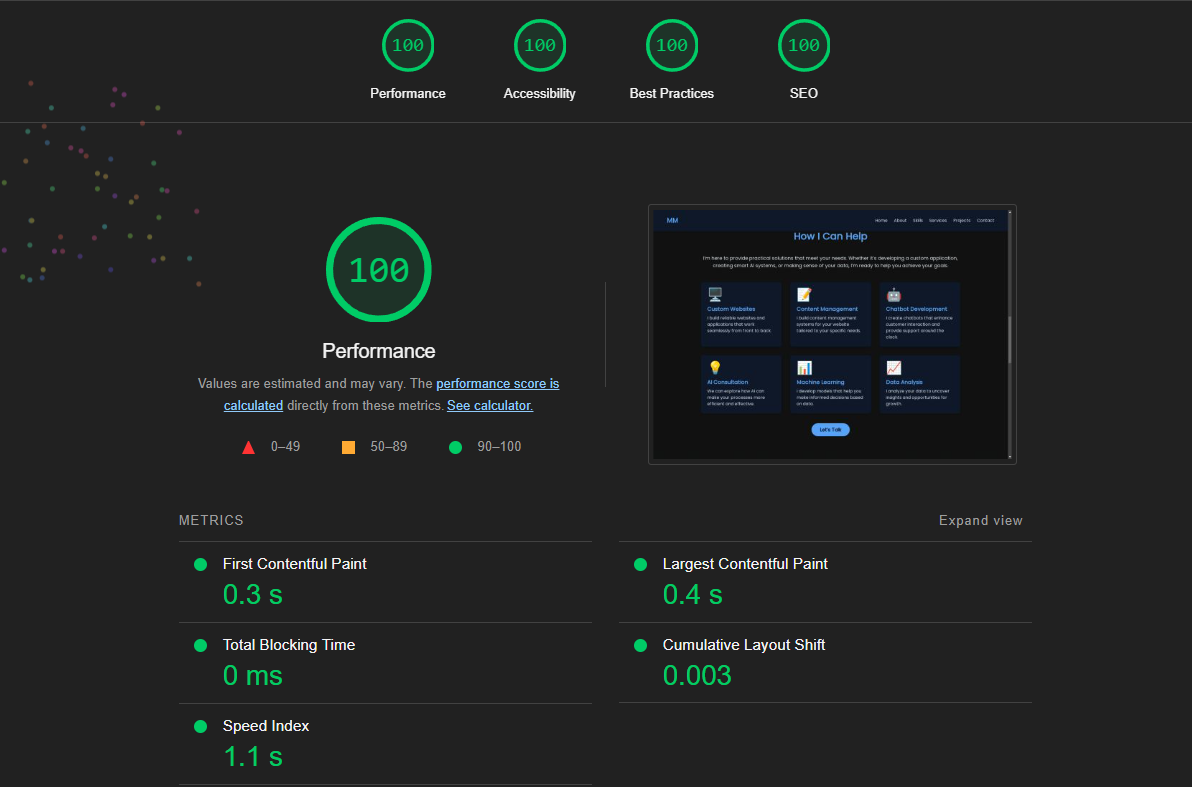 100 100 100 100
Performance Accessibility Best Practices SEO
100
Performance
Values are estimated and may vary. The performance score is
calculated directly from these metrics. See calculator.
0–49 50–89 90–100
MM Home About Skills Services Projects Contact
How I Can Help
I'm here to provide practical solutions that meet your needs. Whether it's developing a custom application,
creating smart AI systems, or making sense of your data, I'm ready to help you achieve your goals.
Custom Websites
I build reliable websites and
applications that work
seamlessly from front to back.
Content Management
I build content management
systems for your website
tailored to your specific needs.
Chatbot Development
I create chatbots that enhance
customer interaction and
provide support around the
clock.
AI Consultation
We can explore how AI can
make your processes more
efficient and effective.
Machine Learning
I develop models that help you
make informed decisions based
on data.
Data Analysis
I analyze your data to uncover
insights and opportunities for
growth.
Let's Talk
METRICS
Expand view
First Contentful Paint
0.3 s
Largest Contentful Paint
0.4 s
Total Blocking Time
0 ms
Cumulative Layout Shift
0.003
Speed Index
1.1 s